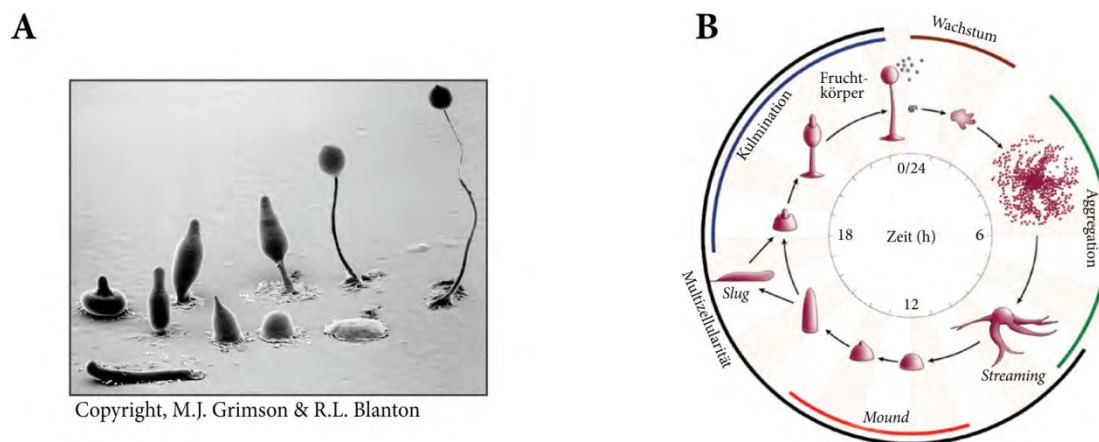 A
Copyright, M.J. Grimson & R.L. Blanton
B
Wachstum
Frucht-
körper
Kulmination
0/24
Aggregation
18
Zeit (h)
6
Slug
Multizellularität
12
Streaming
Mound